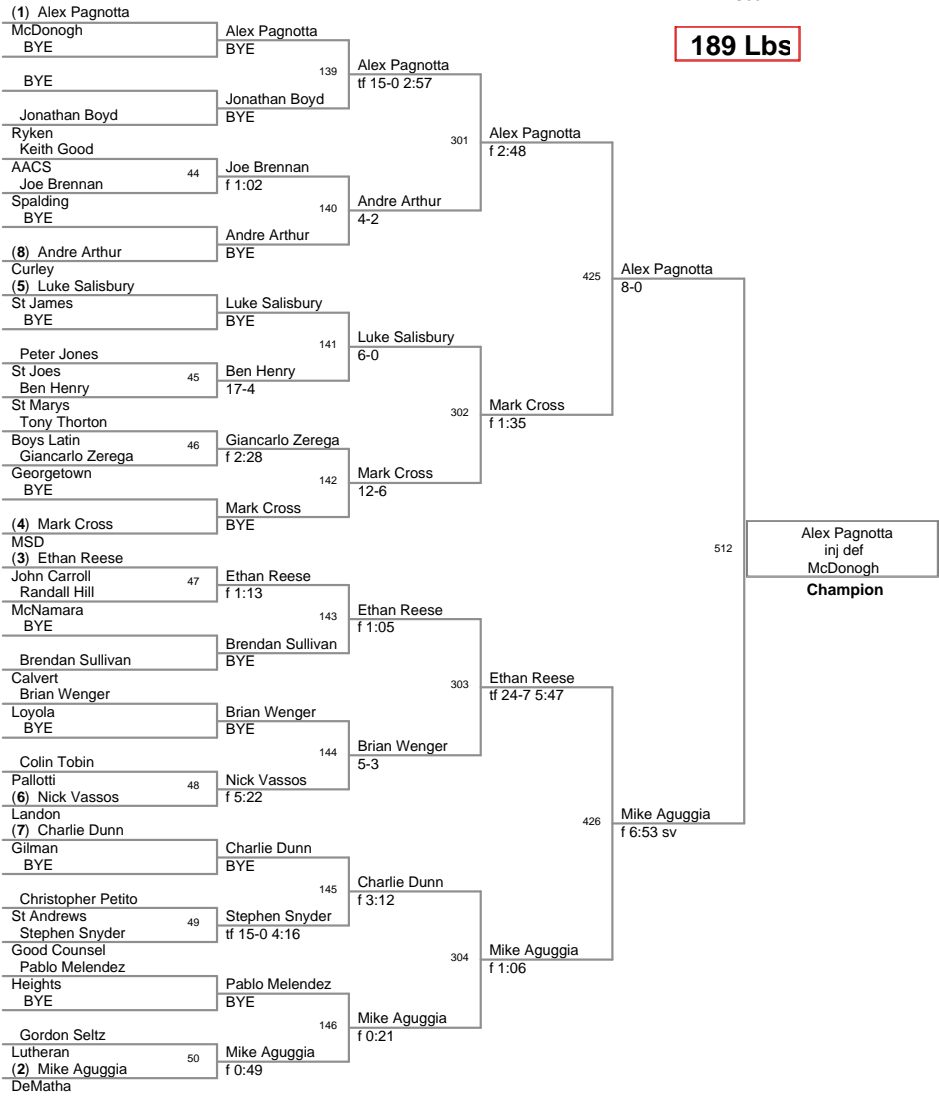 189 Lbs
(1) Alex Pagnotta
McDonogh
BYE
BYE
Jonathan Boyd
Ryken
Keith Good
AACS
44
Joe Brennan
Spalding
BYE
(8) Andre Arthur
Curley
(5) Luke Salisbury
St James
BYE
Peter Jones
St Joes
45
Ben Henry
St Marys
Tony Thorton
Boys Latin
46
Giancarlo Zerega
Georgetown
BYE
(4) Mark Cross
MSD
(3) Ethan Reese
John Carroll
47
Randall Hill
McNamara
BYE
Brendan Sullivan
Calvert
Brian Wenger
Loyola
BYE
Colin Tobin
Pallotti
48
(6) Nick Vassos
Landon
(7) Charlie Dunn
Gilman
BYE
Christopher Petito
St Andrews
49
Stephen Snyder
Good Counsel
Pablo Melendez
Heights
BYE
Gordon Seltz
Lutheran
50
(2) Mike Aguggia
DeMatha
Alex Pagnotta
BYE
139
Jonathan Boyd
BYE
Joe Brennan
f 1:02
140
Andre Arthur
BYE
Luke Salisbury
BYE
141
Ben Henry
17-4
Giancarlo Zerega
f 2:28
142
Mark Cross
BYE
Ethan Reese
f 1:13
143
Brendan Sullivan
BYE
Brian Wenger
BYE
144
Nick Vassos
f 5:22
Charlie Dunn
BYE
145
Stephen Snyder
tf 15-0 4:16
Pablo Melendez
BYE
146
Mike Aguggia
f 0:49
Alex Pagnotta
tf 15-0 2:57
301
Andre Arthur
4-2
Luke Salisbury
6-0
302
Mark Cross
12-6
Ethan Reese
f 1:05
303
Brian Wenger
5-3
Charlie Dunn
f 3:12
304
Mike Aguggia
f 0:21
Alex Pagnotta
f 2:48
425
Mark Cross
f 1:35
Ethan Reese
tf 24-7 5:47
426
Mike Aguggia
f 1:06
Alex Pagnotta
8-0
512
Mike Aguggia
f 6:53 sv
Alex Pagnotta
inj def
McDonogh
Champion